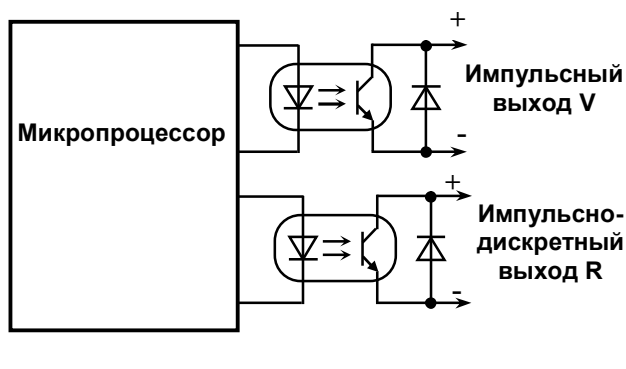 Микропроцессор
+
Импульсный
выход V
-
+
Импульсно-
дискретный
выход R
-